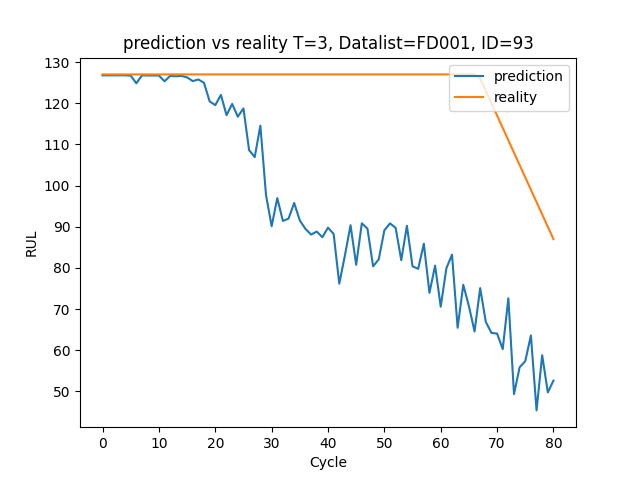 prediction vs reality T=3, Datalist=FD001, ID=93
prediction
reality
130
120
110
100
90
80
70
60
50
RUL
0 10 20 30 40 50 60 70 80
Cycle